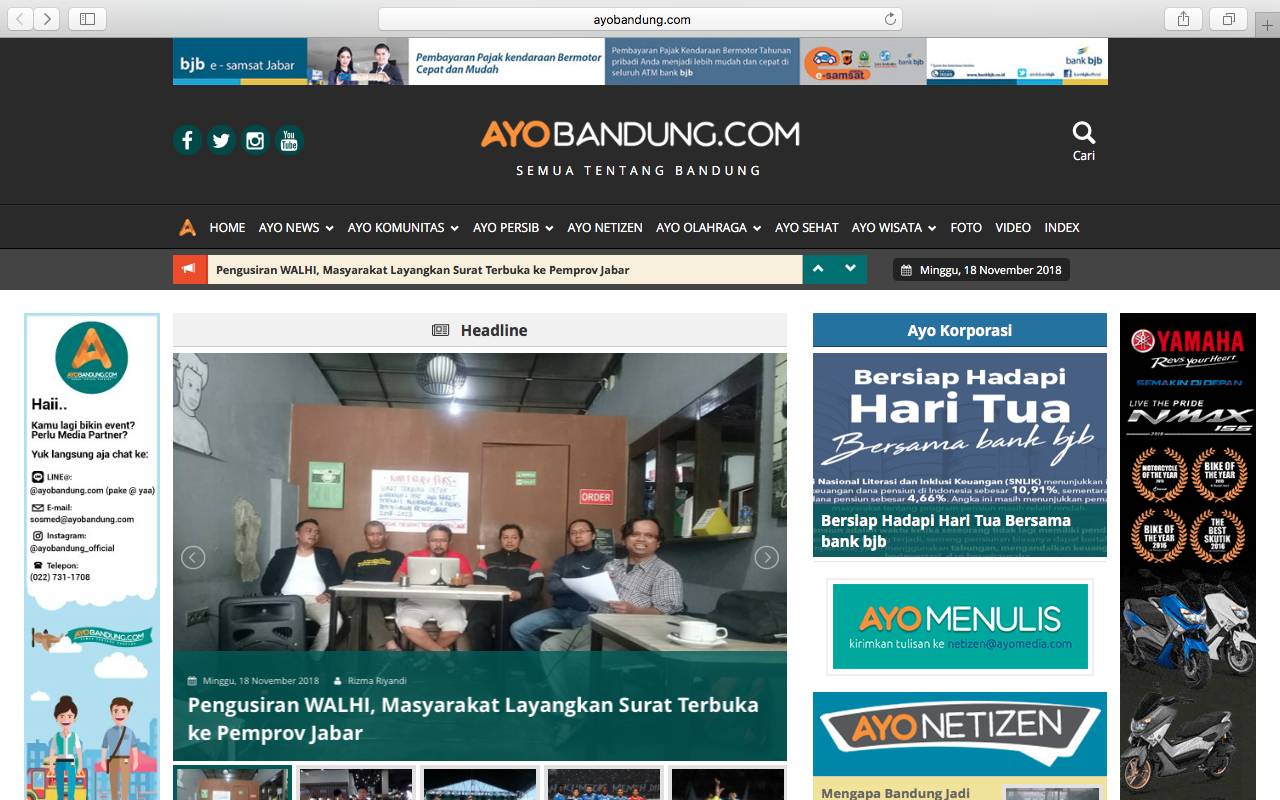 ayobandung.com
bjb e - samsat Jabar
Pembayaran Pajak kendaraan Bermotor
Cepat dan Mudah
Pembayaran Pajak Kendaraan Bermotor Tahunan
pribadi Anda menjadi lebih mudah dan cepat di
seluruh ATM bank bjb
e-samsat
bank bjb
bank bjb
www.bankbjb.co.id
You
Tube
AYOBANDUNG.COM
SEMUA TENTANG BANDUNG
Cari
HOME AYO NEWS AYO KOMUNITAS AYO PERSIB AYO NETIZEN AYO OLAHRAGA AYO SEHAT AYO WISATA FOTO VIDEO INDEX
Pengusiran WALHI, Masyarakat Layangkan Surat Terbuka ke Pemprov Jabar
Minggu, 18 November 2018
AYOBANDUNG.COM
Haii..
Kamu lagi bikin event?
Perlu Media Partner?
Yuk langsung aja chat ke:
LINE@:
@ayobandung.com (pake @ yaa)
E-mail:
sosmed@ayobandung.com
Instagram:
@ayobandung_official
Telepon:
(022) 731-1708
AYOBANDUNG.COM
Headline
ORDER
Minggu, 18 November 2018 Rizma Riyandi
Pengusiran WALHI, Masyarakat Layangkan Surat Terbuka
ke Pemprov Jabar
Ayo Korporasi
Bersiap Hadapi
Hari Tua
Bersama bank bjb
i Nasional Literasi dan Inklusi Keuangan (SNLIK) menunjukkan i
keuangan dana pensiun di Indonesia sebesar 10,91%, sementara
dana pensiun sebesar 4,66%. Angka ini masih menunjukkan
Bersiap Hadapi Hari Tua Bersama
bank bjb
AYO MENULIS
kirimkan tulisan ke netizen@ayomedia.com
AYO NETIZEN
Mengapa Bandung Jadi
YAMAHA
Revs Your Heart
SEMAKIN DI DEPAN
LIVE THE PRIDE
NMAX
155
MOTORCYCLE
OF THE YEAR
BIKE OF
THE YEAR
BIKE OF
THE YEAR
2016
THE
BEST
SKUTIK
2016